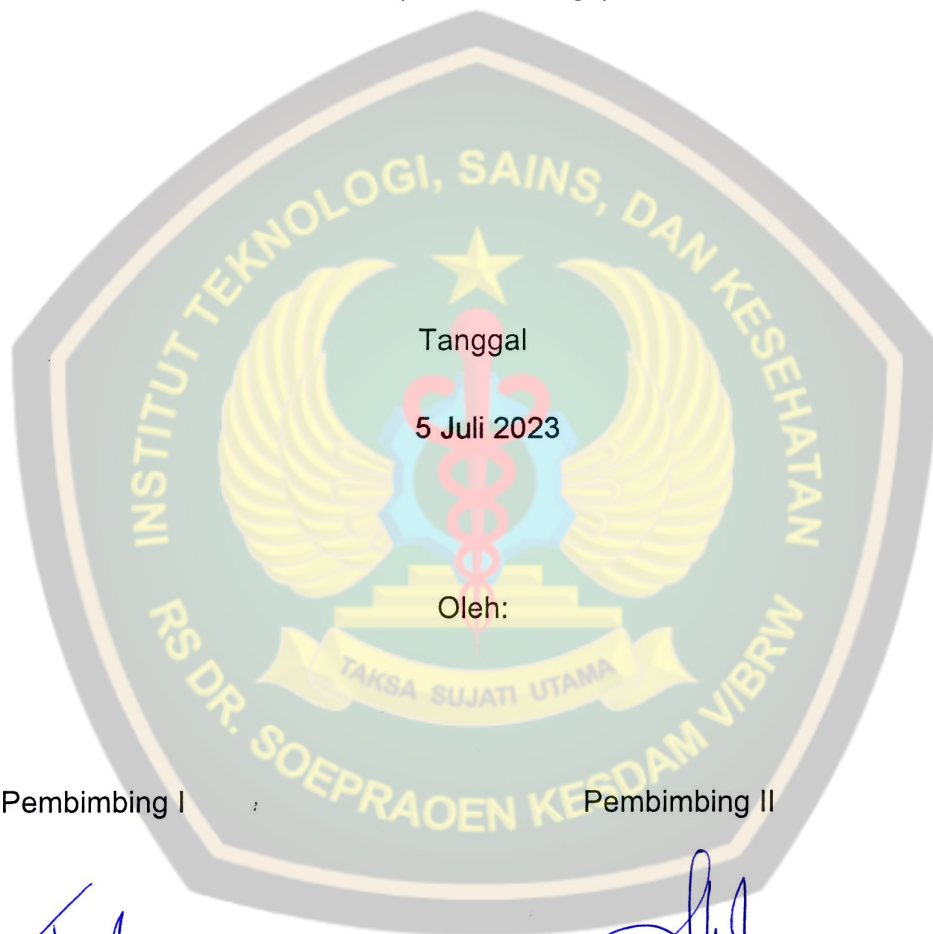 INSTITUT TEKNOLOGI, SAINS, DAN KESEHATAN
Tanggal
5 Juli 2023
Oleh:
TAKSA SUJATI UTAMA
RS DR. SOEPRAOEN KESDAM V/BRW
Pembimbing I
Pembimbing II